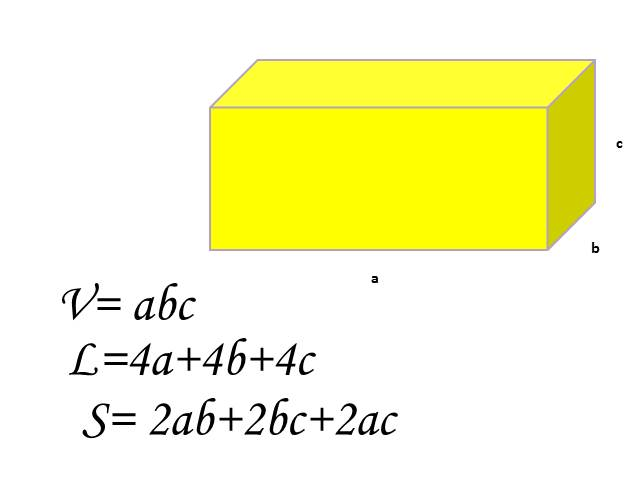 c
b
a
V= abc
L=4a+4b+4c
S= 2ab+2bc+2ac